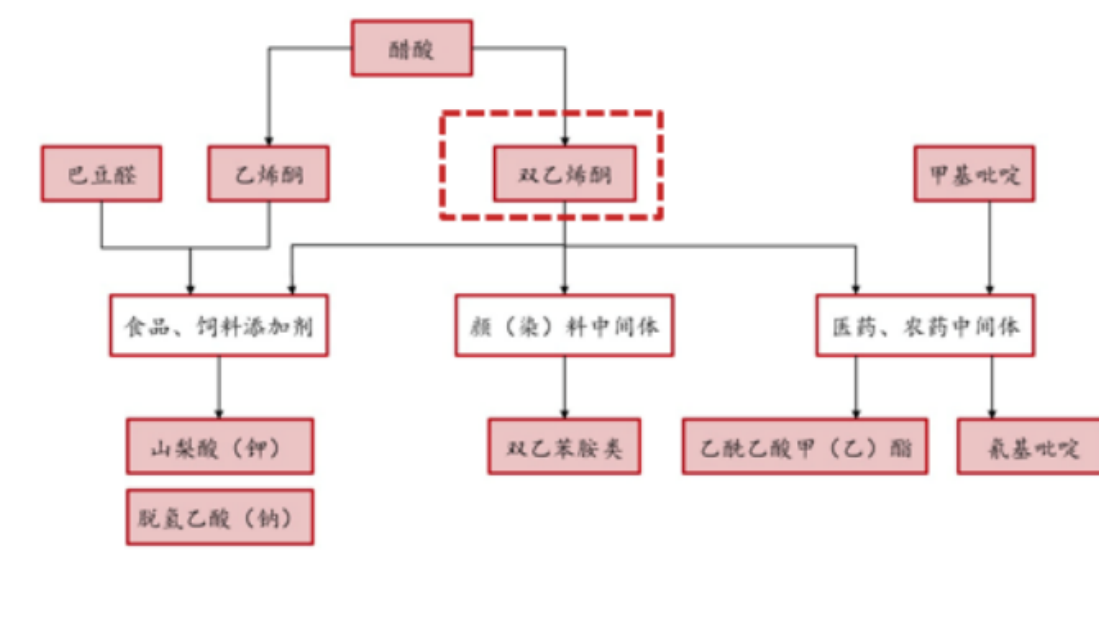 醋酸
巴豆醛
乙烯酮
双乙烯酮
甲基吡啶
食品、饲料添加剂
颜（染）料中间体
医药、农药中间体
山梨酸（钾）
双乙苯胺类
乙酰乙酸甲（乙）酯
氰基吡啶
脱氢乙酸（钠）